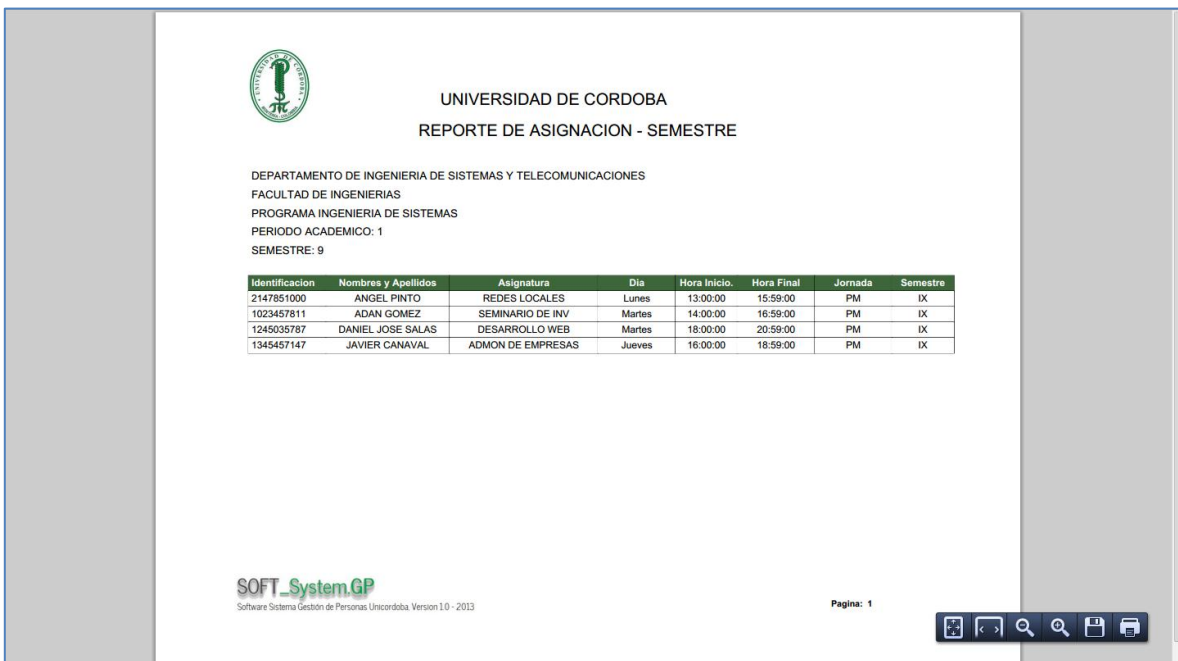 UNIVERSIDAD DE CORDOBA
UNIVERSIDAD DE CORDOBA
REPORTE DE ASIGNACION - SEMESTRE
DEPARTAMENTO DE INGENIERIA DE SISTEMAS Y TELECOMUNICACIONES
FACULTAD DE INGENIERIAS
PROGRAMA INGENIERIA DE SISTEMAS
PERIODO ACADEMICO: 1
SEMESTRE: 9
Identificacion Nombres y Apellidos Asignatura Dia Hora Inicio. Hora Final Jornada Semestre
2147851000 ANGEL PINTO REDES LOCALES Lunes 13:00:00 15:59:00 PM IX
1023457811 ADAN GOMEZ SEMINARIO DE INV Martes 14:00:00 16:59:00 PM IX
1245035787 DANIEL JOSE SALAS DESARROLLO WEB Martes 18:00:00 20:59:00 PM IX
1345457147 JAVIER CANAVAL ADMON DE EMPRESAS Jueves 16:00:00 18:59:00 PM IX
SOFT_System.GP
Software Sistema Gestión de Personas Unicordoba. Version 1.0 - 2013
Pagina: 1